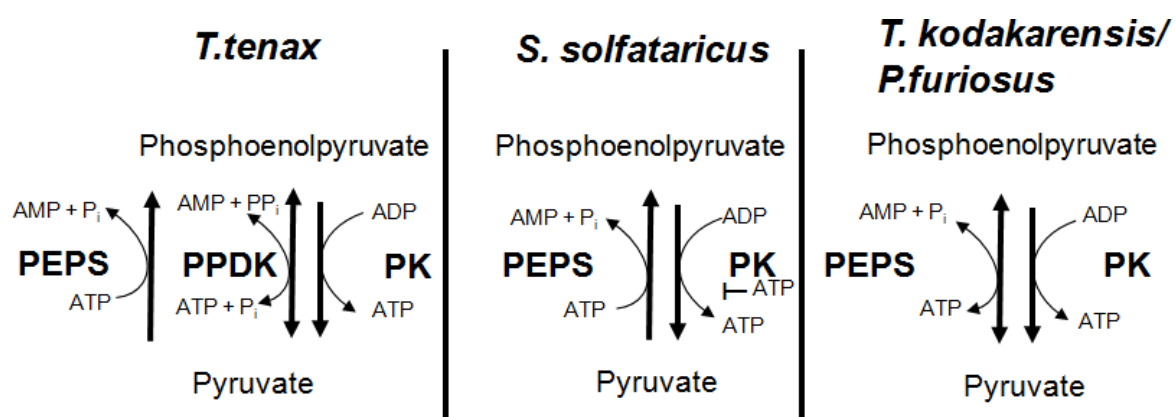 T.tenax
Phosphoenolpyruvate
AMP + Pi
AMP + PPi
ADP
PEPS
PPDK
PK
ATP
ATP + Pi
ATP
Pyruvate
S. solfataricus
Phosphoenolpyruvate
AMP + Pi
ADP
PEPS
PK
ATP
ATP
ATP
Pyruvate
T. kodakarensis/
P.furiosus
Phosphoenolpyruvate
AMP + Pi
ADP
PEPS
PK
ATP
ATP
Pyruvate